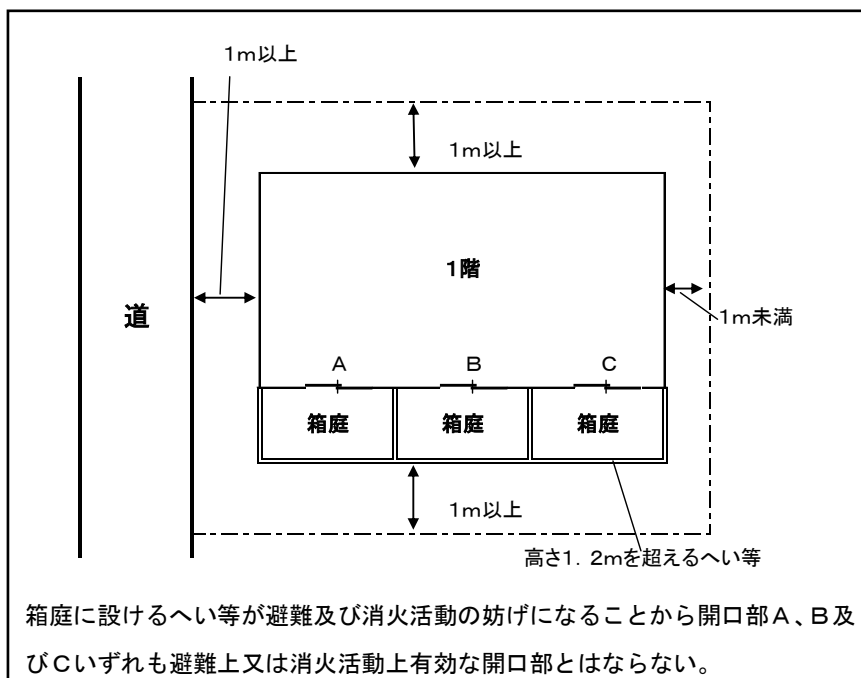 1m以上
1m以上
1階
道
1m未満
A B C
箱庭 箱庭 箱庭
1m以上
高さ1．2mを超えるへい等
箱庭に設けるへい等が避難及び消火活動の妨げになることから開口部A、B及
びCいずれも避難上又は消火活動上有効な開口部とはならない。